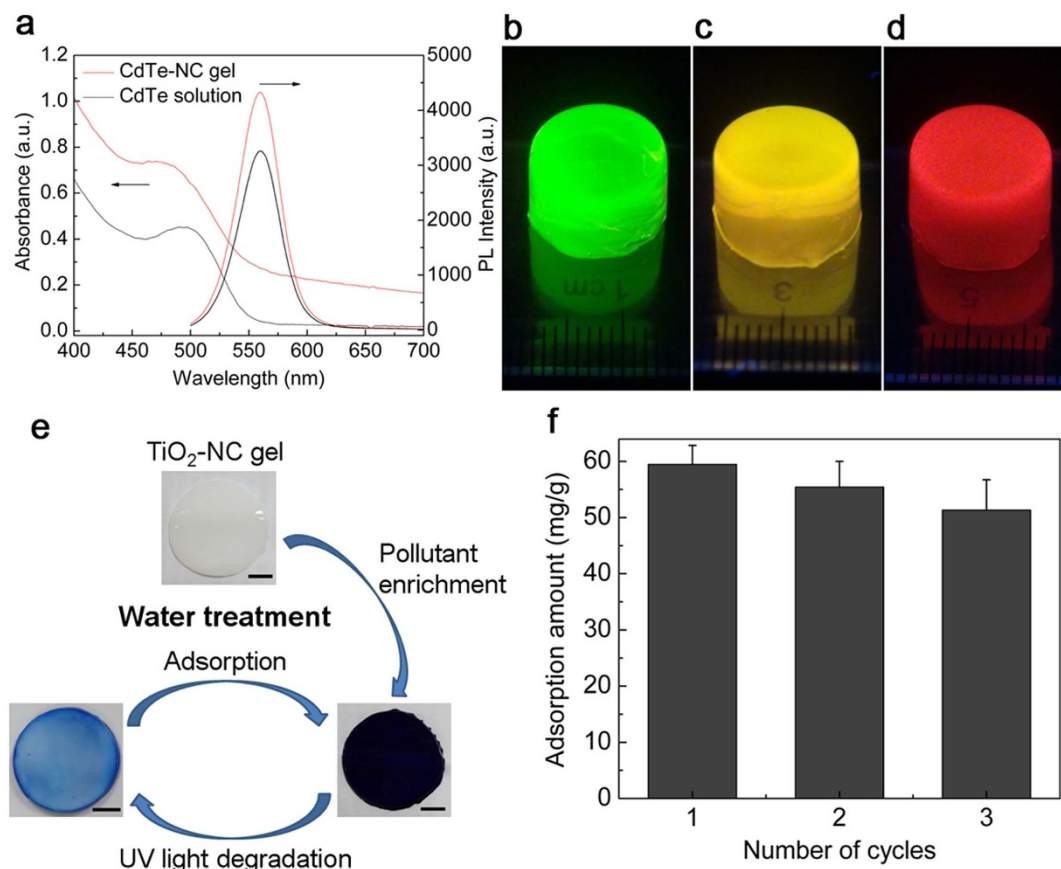 a
1.2
1.0
0.8
0.6
0.4
0.2
0.0
Absorbance (a.u.)
CdTe-NC gel
CdTe solution
5000
4000
3000
2000
1000
0
PL Intensity (a.u.)
400 450 500 550 600 650 700
Wavelength (nm)
b
1 cm
c
3
d
5
e
TiO₂-NC gel
Pollutant
enrichment
Water treatment
Adsorption
UV light degradation
f
Adsorption amount (mg/g)
60
50
40
30
20
10
0
1 2 3
Number of cycles